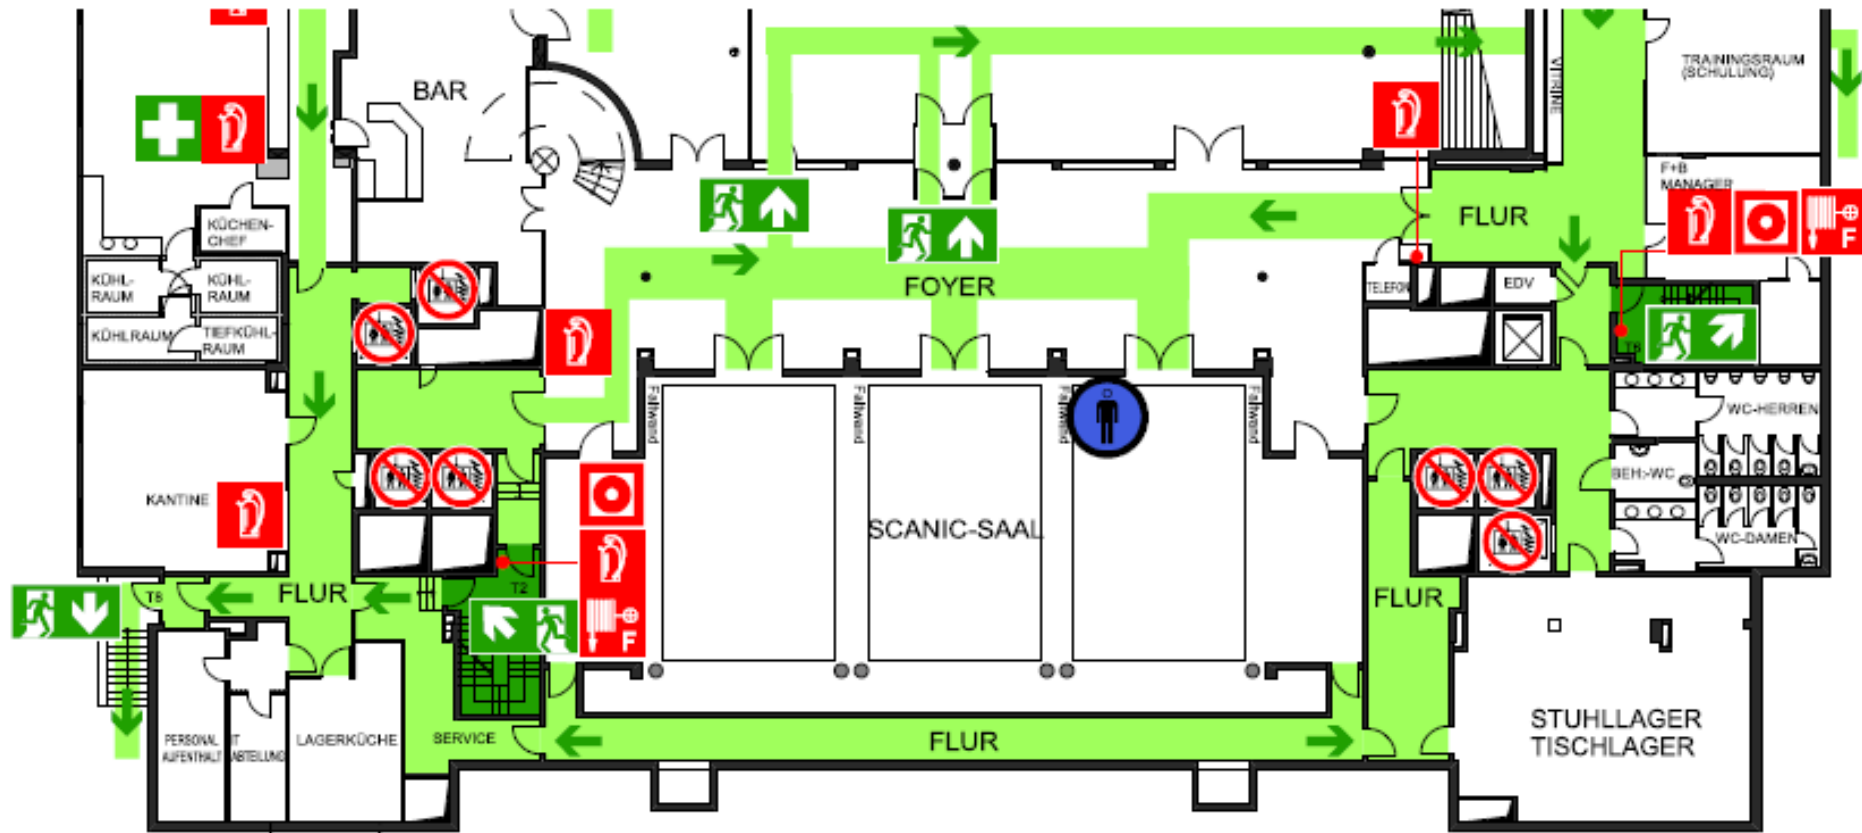 BAR
VITRINE
TRAININGSRAUM
(SCHULUNG)
F+B
MANAGER
F
KÜCHEN-
CHEF
FLUR
KÜHL-
RAUM
KÜHL-
RAUM
FOYER
TELEFON
EDV
KÜHLRAUM
TIEFKÜHL-
RAUM
T8
Faltwand
Faltwand
Faltwand
Faltwand
WC-HERREN
BEH.-WC
KANTINE
SCANIC-SAAL
WC-DAMEN
T2
T8
FLUR
FLUR
F
STUHLLAGER
TISCHLAGER
PERSONAL
AUFENTHALT
IT
ABTEILUNG
LAGERKÜCHE
SERVICE
FLUR